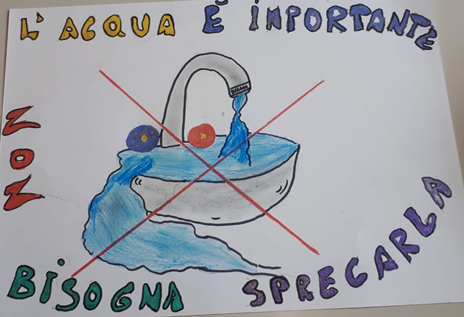 L'ACQUA È IMPORTANTE
NON
BISOGNA
SPRECARLA